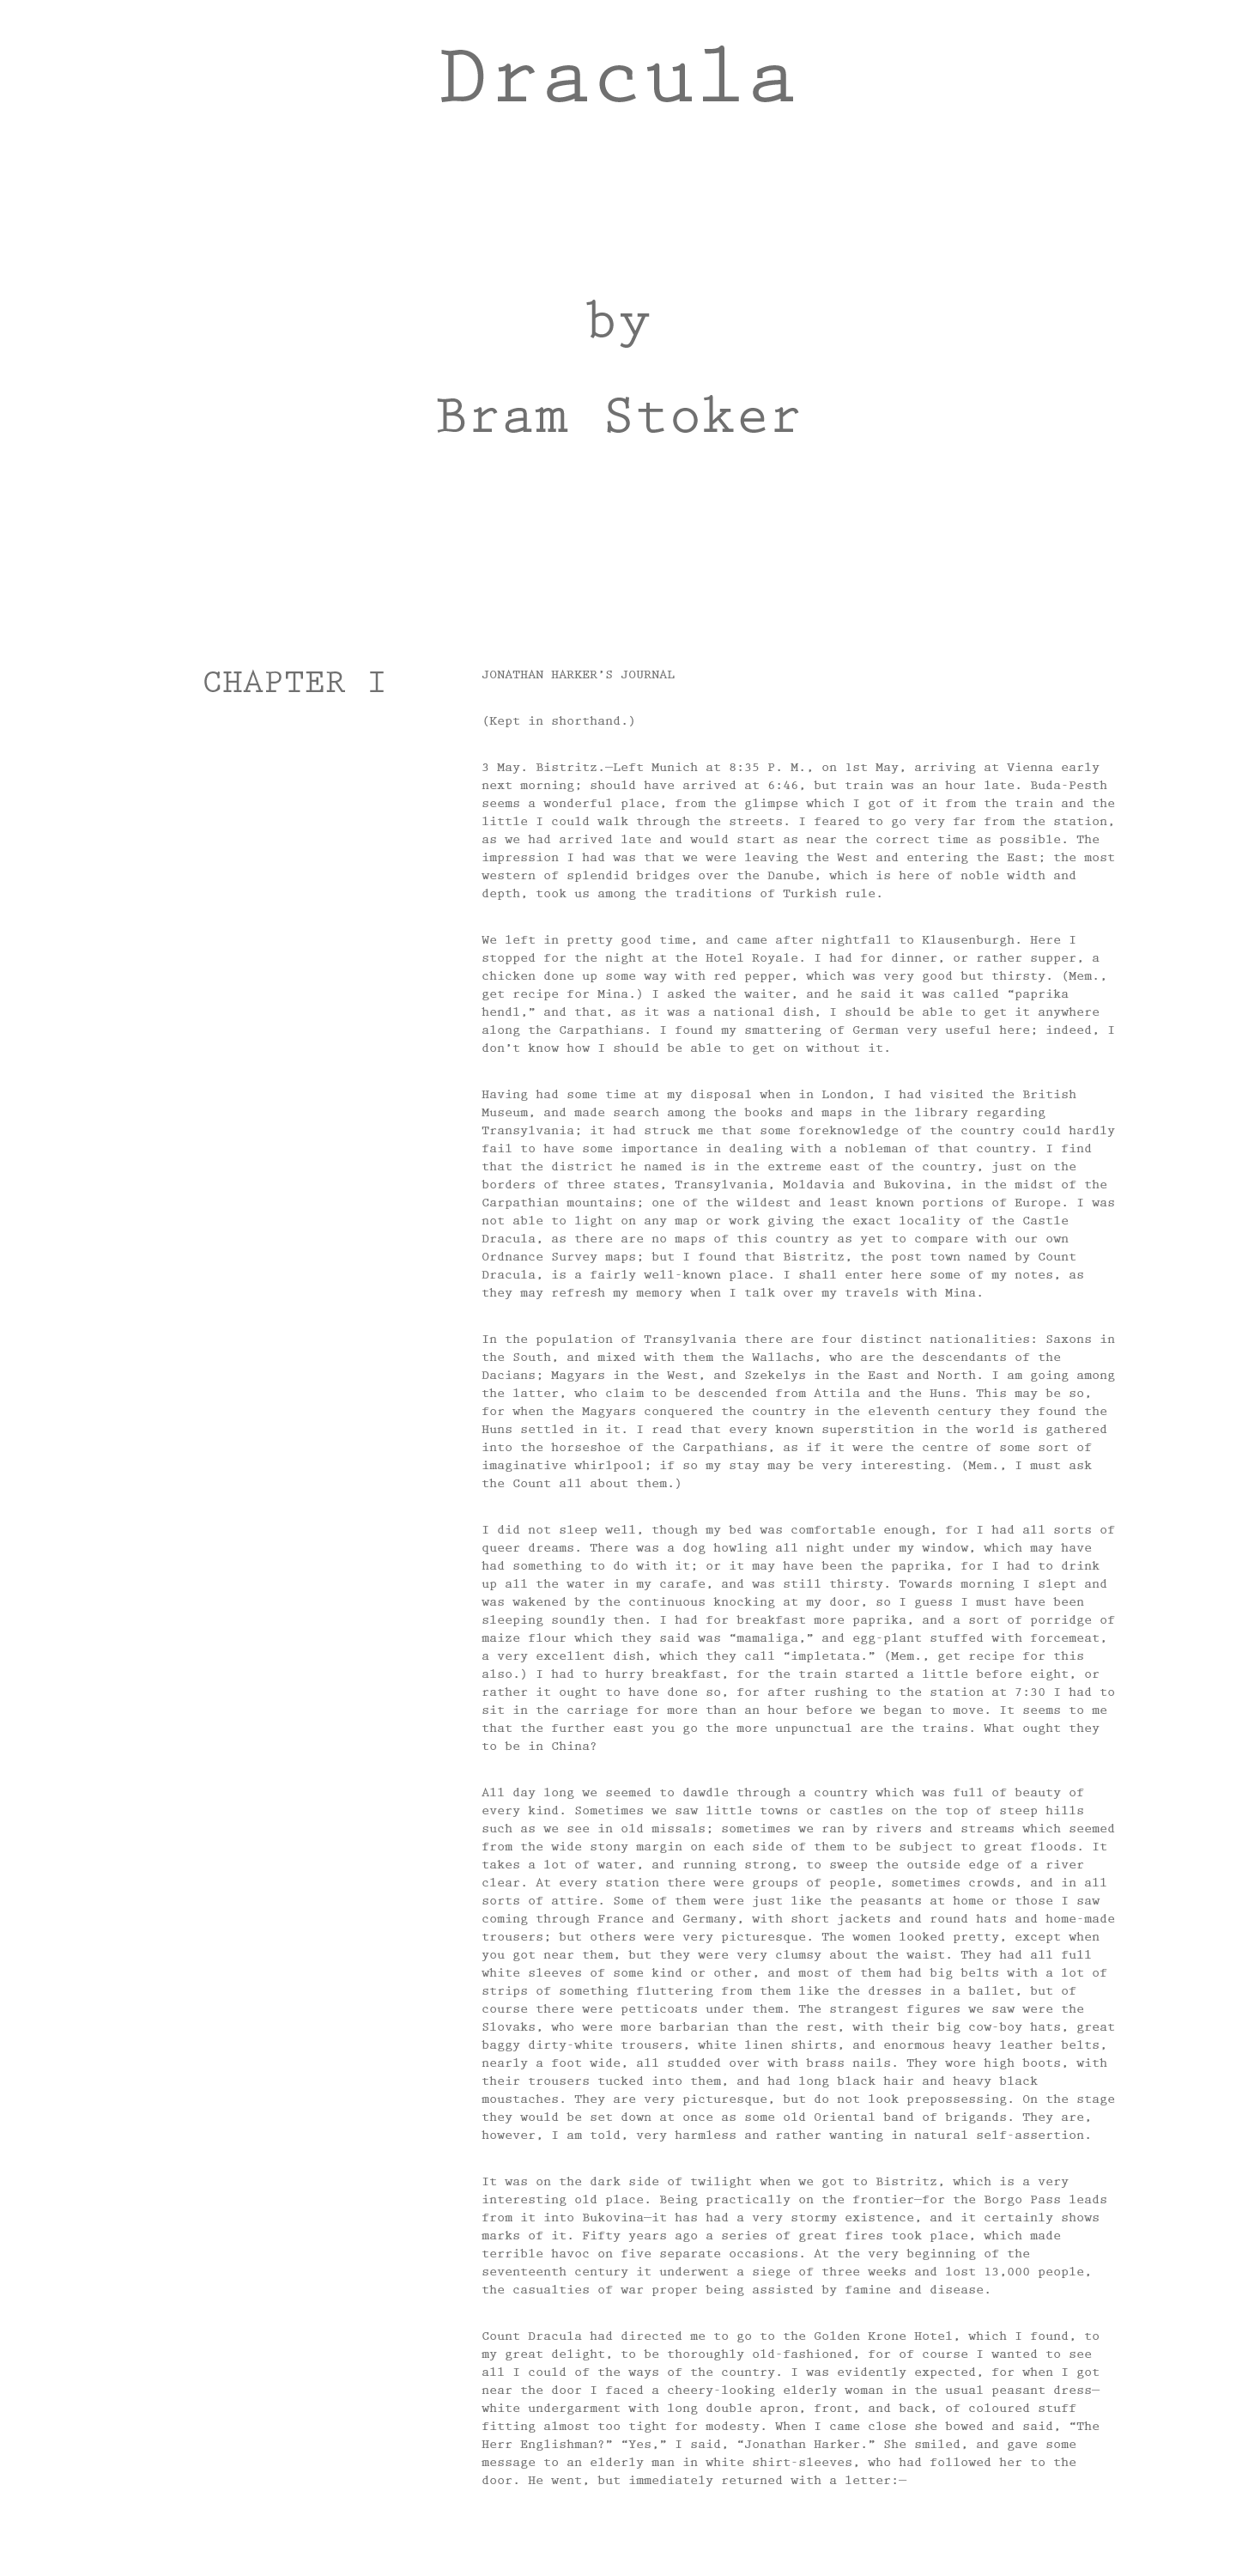 Dracula
by
Bram Stoker
CHAPTER I
JONATHAN HARKER’S JOURNAL
(Kept in shorthand.)
3 May. Bistritz.—Left Munich at 8:35 P. M., on 1st May, arriving at Vienna early
next morning; should have arrived at 6:46, but train was an hour late. Buda-Pesth
seems a wonderful place, from the glimpse which I got of it from the train and the
little I could walk through the streets. I feared to go very far from the station,
as we had arrived late and would start as near the correct time as possible. The
impression I had was that we were leaving the West and entering the East; the most
western of splendid bridges over the Danube, which is here of noble width and
depth, took us among the traditions of Turkish rule.
We left in pretty good time, and came after nightfall to Klausenburgh. Here I
stopped for the night at the Hotel Royale. I had for dinner, or rather supper, a
chicken done up some way with red pepper, which was very good but thirsty. (Mem.,
get recipe for Mina.) I asked the waiter, and he said it was called “paprika
hendl,” and that, as it was a national dish, I should be able to get it anywhere
along the Carpathians. I found my smattering of German very useful here; indeed, I
don’t know how I should be able to get on without it.
Having had some time at my disposal when in London, I had visited the British
Museum, and made search among the books and maps in the library regarding
Transylvania; it had struck me that some foreknowledge of the country could hardly
fail to have some importance in dealing with a nobleman of that country. I find
that the district he named is in the extreme east of the country, just on the
borders of three states, Transylvania, Moldavia and Bukovina, in the midst of the
Carpathian mountains; one of the wildest and least known portions of Europe. I was
not able to light on any map or work giving the exact locality of the Castle
Dracula, as there are no maps of this country as yet to compare with our own
Ordnance Survey maps; but I found that Bistritz, the post town named by Count
Dracula, is a fairly well-known place. I shall enter here some of my notes, as
they may refresh my memory when I talk over my travels with Mina.
In the population of Transylvania there are four distinct nationalities: Saxons in
the South, and mixed with them the Wallachs, who are the descendants of the
Dacians; Magyars in the West, and Szekelys in the East and North. I am going among
the latter, who claim to be descended from Attila and the Huns. This may be so,
for when the Magyars conquered the country in the eleventh century they found the
Huns settled in it. I read that every known superstition in the world is gathered
into the horseshoe of the Carpathians, as if it were the centre of some sort of
imaginative whirlpool; if so my stay may be very interesting. (Mem., I must ask
the Count all about them.)
I did not sleep well, though my bed was comfortable enough, for I had all sorts of
queer dreams. There was a dog howling all night under my window, which may have
had something to do with it; or it may have been the paprika, for I had to drink
up all the water in my carafe, and was still thirsty. Towards morning I slept and
was wakened by the continuous knocking at my door, so I guess I must have been
sleeping soundly then. I had for breakfast more paprika, and a sort of porridge of
maize flour which they said was “mamaliga,” and egg-plant stuffed with forcemeat,
a very excellent dish, which they call “impletata.” (Mem., get recipe for this
also.) I had to hurry breakfast, for the train started a little before eight, or
rather it ought to have done so, for after rushing to the station at 7:30 I had to
sit in the carriage for more than an hour before we began to move. It seems to me
that the further east you go the more unpunctual are the trains. What ought they
to be in China?
All day long we seemed to dawdle through a country which was full of beauty of
every kind. Sometimes we saw little towns or castles on the top of steep hills
such as we see in old missals; sometimes we ran by rivers and streams which seemed
from the wide stony margin on each side of them to be subject to great floods. It
takes a lot of water, and running strong, to sweep the outside edge of a river
clear. At every station there were groups of people, sometimes crowds, and in all
sorts of attire. Some of them were just like the peasants at home or those I saw
coming through France and Germany, with short jackets and round hats and home-made
trousers; but others were very picturesque. The women looked pretty, except when
you got near them, but they were very clumsy about the waist. They had all full
white sleeves of some kind or other, and most of them had big belts with a lot of
strips of something fluttering from them like the dresses in a ballet, but of
course there were petticoats under them. The strangest figures we saw were the
Slovaks, who were more barbarian than the rest, with their big cow-boy hats, great
baggy dirty-white trousers, white linen shirts, and enormous heavy leather belts,
nearly a foot wide, all studded over with brass nails. They wore high boots, with
their trousers tucked into them, and had long black hair and heavy black
moustaches. They are very picturesque, but do not look prepossessing. On the stage
they would be set down at once as some old Oriental band of brigands. They are,
however, I am told, very harmless and rather wanting in natural self-assertion.
It was on the dark side of twilight when we got to Bistritz, which is a very
interesting old place. Being practically on the frontier—for the Borgo Pass leads
from it into Bukovina—it has had a very stormy existence, and it certainly shows
marks of it. Fifty years ago a series of great fires took place, which made
terrible havoc on five separate occasions. At the very beginning of the
seventeenth century it underwent a siege of three weeks and lost 13,000 people,
the casualties of war proper being assisted by famine and disease.
Count Dracula had directed me to go to the Golden Krone Hotel, which I found, to
my great delight, to be thoroughly old-fashioned, for of course I wanted to see
all I could of the ways of the country. I was evidently expected, for when I got
near the door I faced a cheery-looking elderly woman in the usual peasant dress—
white undergarment with long double apron, front, and back, of coloured stuff
fitting almost too tight for modesty. When I came close she bowed and said, “The
Herr Englishman?” “Yes,” I said, “Jonathan Harker.” She smiled, and gave some
message to an elderly man in white shirt-sleeves, who had followed her to the
door. He went, but immediately returned with a letter:—